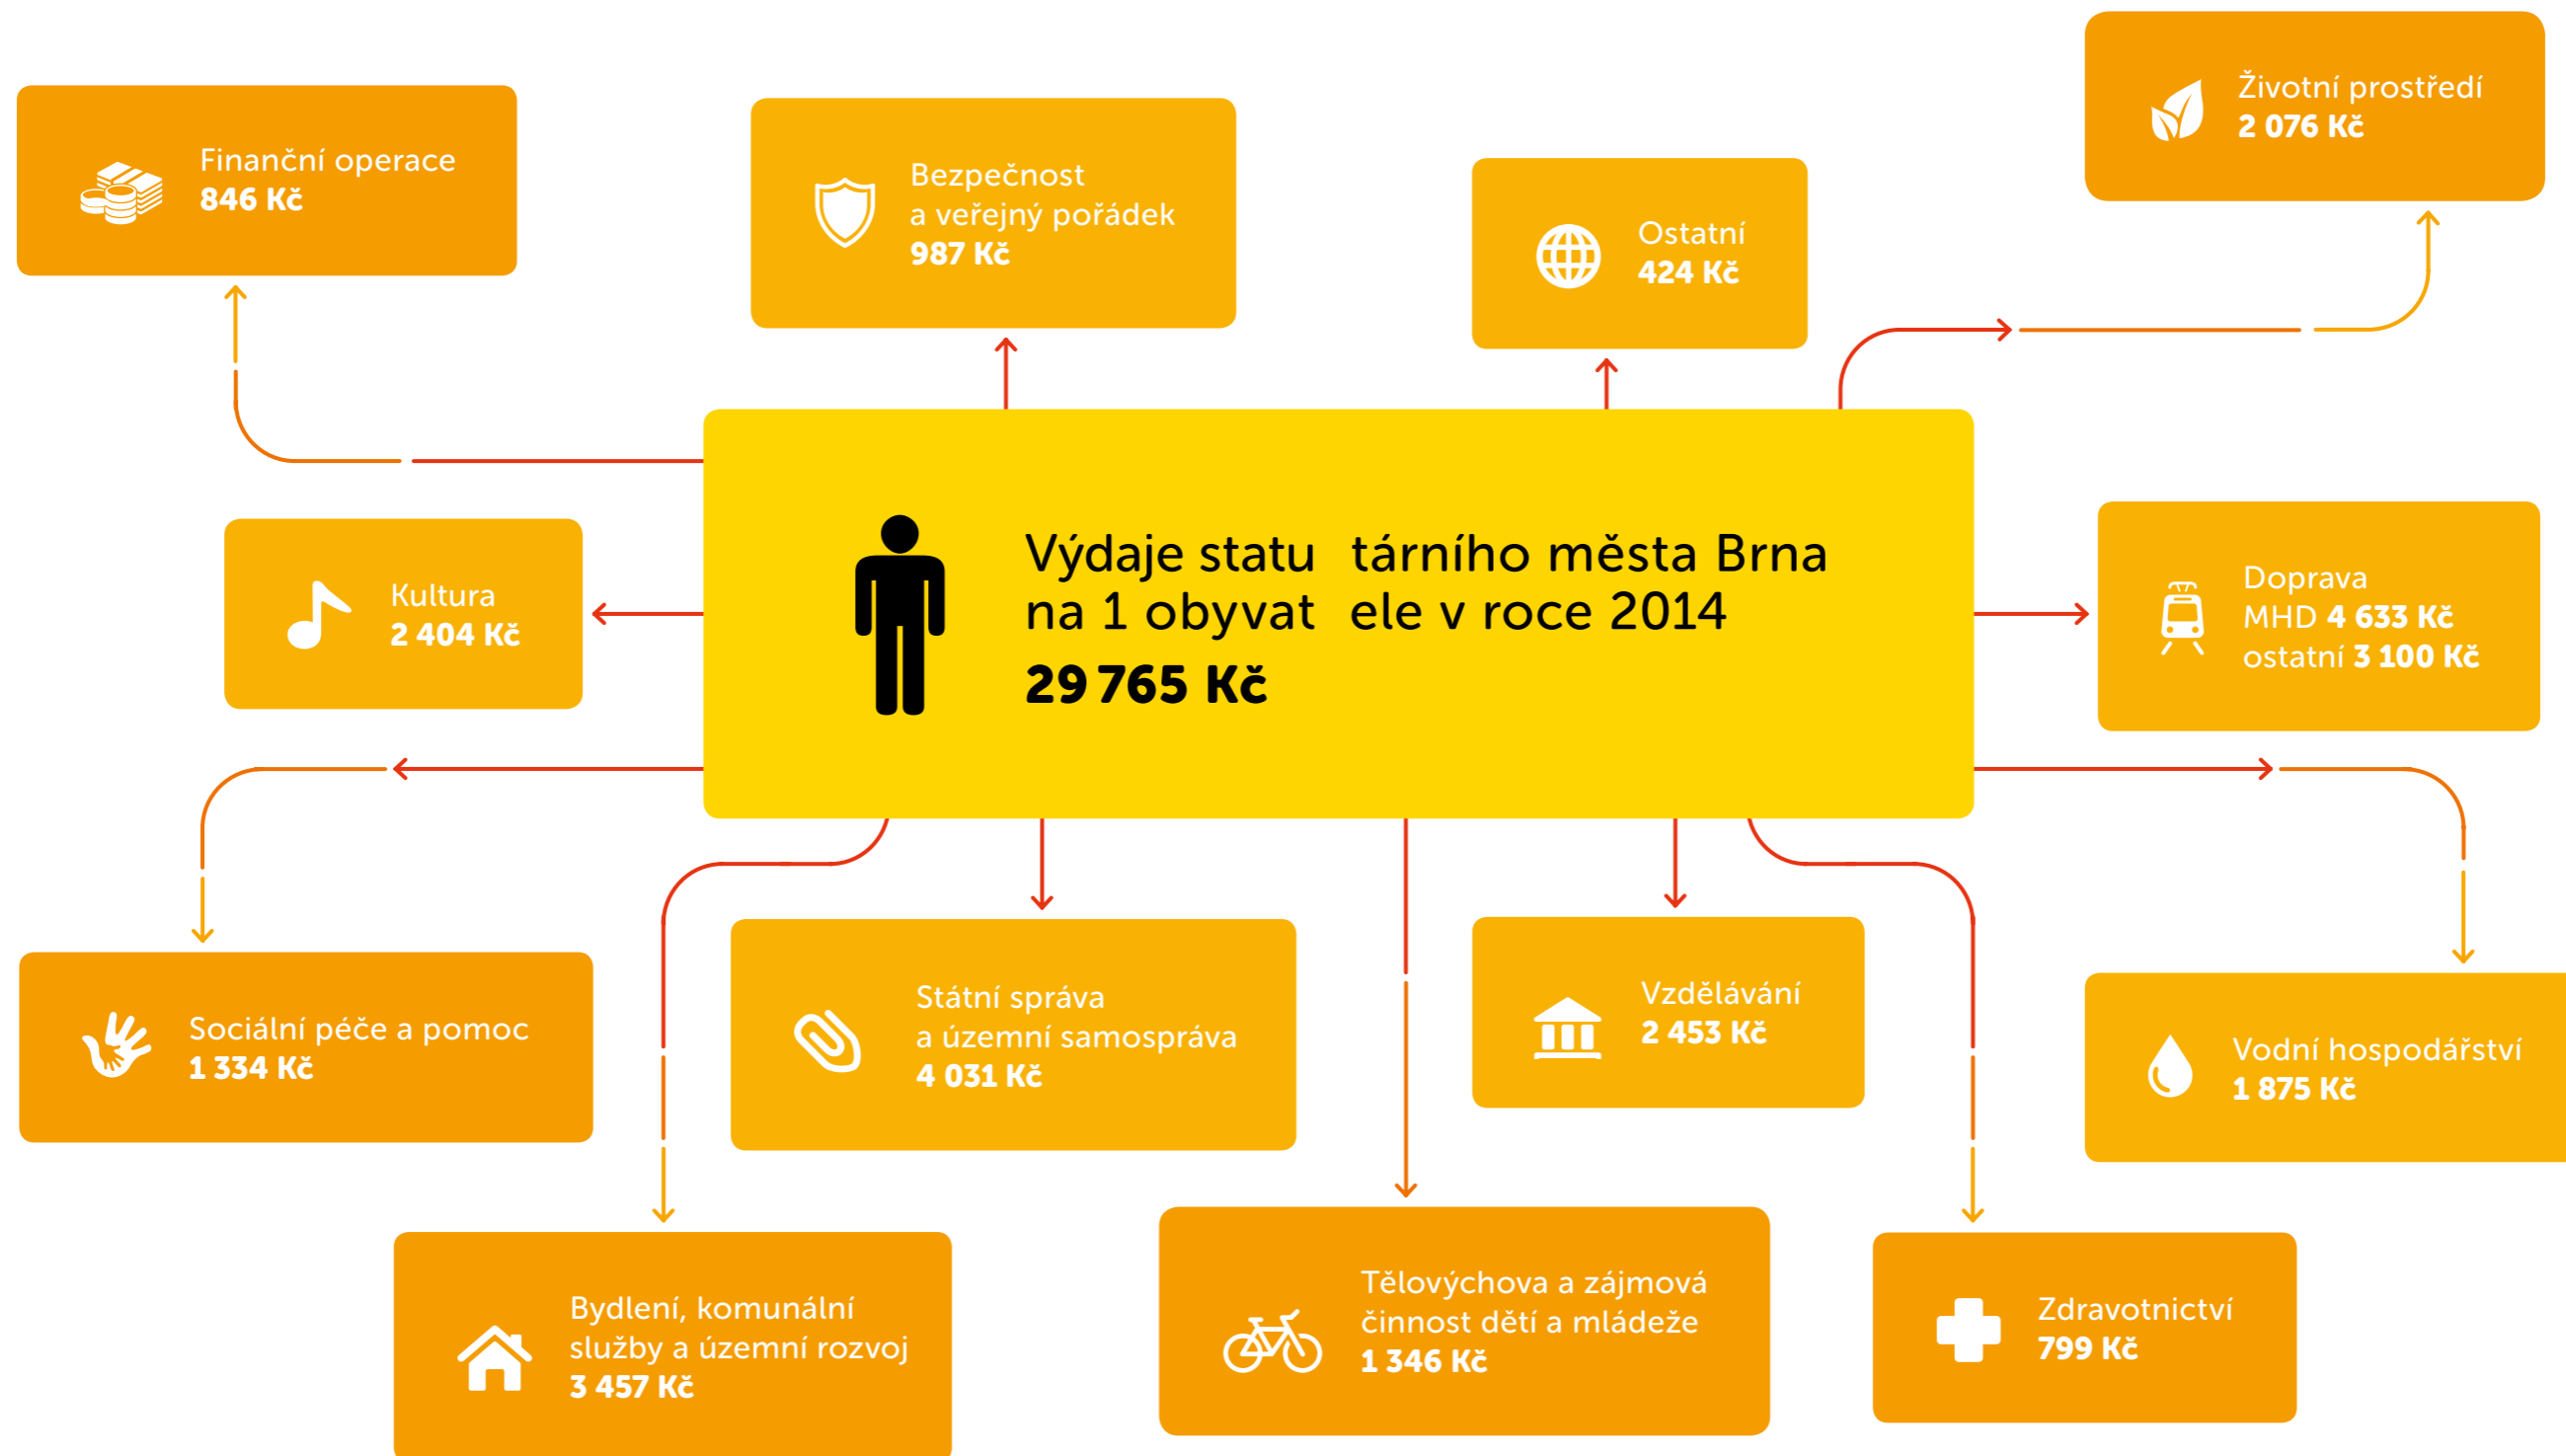 Finanční operace
846 Kč
Bezpečnost
a veřejný pořádek
987 Kč
Ostatní
424 Kč
Životní prostředí
2 076 Kč
Kultura
2 404 Kč
Výdaje statu tárního města Brna
na 1 obyvat ele v roce 2014
29 765 Kč
Doprava
MHD 4 633 Kč
ostatní 3 100 Kč
Sociální péče a pomoc
1 334 Kč
Státní správa
a územní samospráva
4 031 Kč
Vzdělávání
2 453 Kč
Vodní hospodářství
1 875 Kč
Bydlení, komunální
služby a územní rozvoj
3 457 Kč
Tělovýchova a zájmová
činnost dětí a mládeže
1 346 Kč
Zdravotnictví
799 Kč